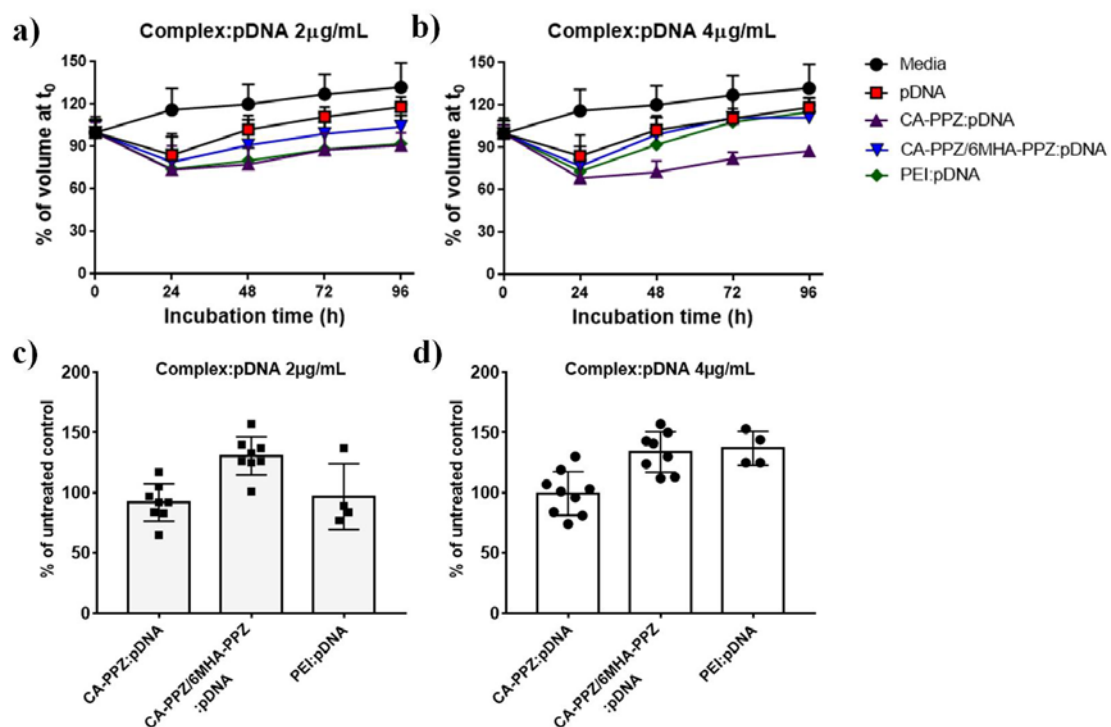 a)
Complex:pDNA 2µg/mL
% of volume at t0
150
120
90
60
30
0
0 24 48 72 96
Incubation time (h)
b)
Complex:pDNA 4µg/mL
% of volume at t0
150
120
90
60
30
0
0 24 48 72 96
Incubation time (h)
Media
pDNA
CA-PPZ:pDNA
CA-PPZ/6MHA-PPZ:pDNA
PEI:pDNA
c)
Complex:pDNA 2µg/mL
% of untreated control
200
150
100
50
0
CA-PPZ:pDNA
CA-PPZ/6MHA-PPZ
:pDNA
PEI:pDNA
d)
Complex:pDNA 4µg/mL
% of untreated control
200
150
100
50
0
CA-PPZ:pDNA
CA-PPZ/6MHA-PPZ
:pDNA
PEI:pDNA